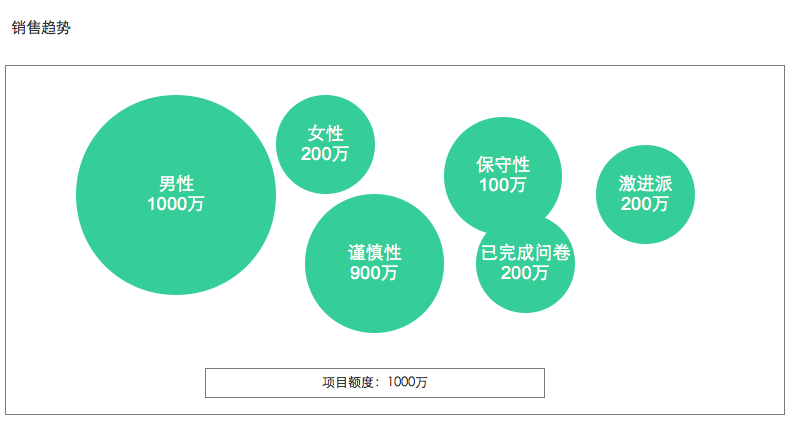 销售趋势
男性
1000万
女性
200万
谨慎性
900万
保守性
100万
已完成问卷
200万
激进派
200万
项目额度：1000万